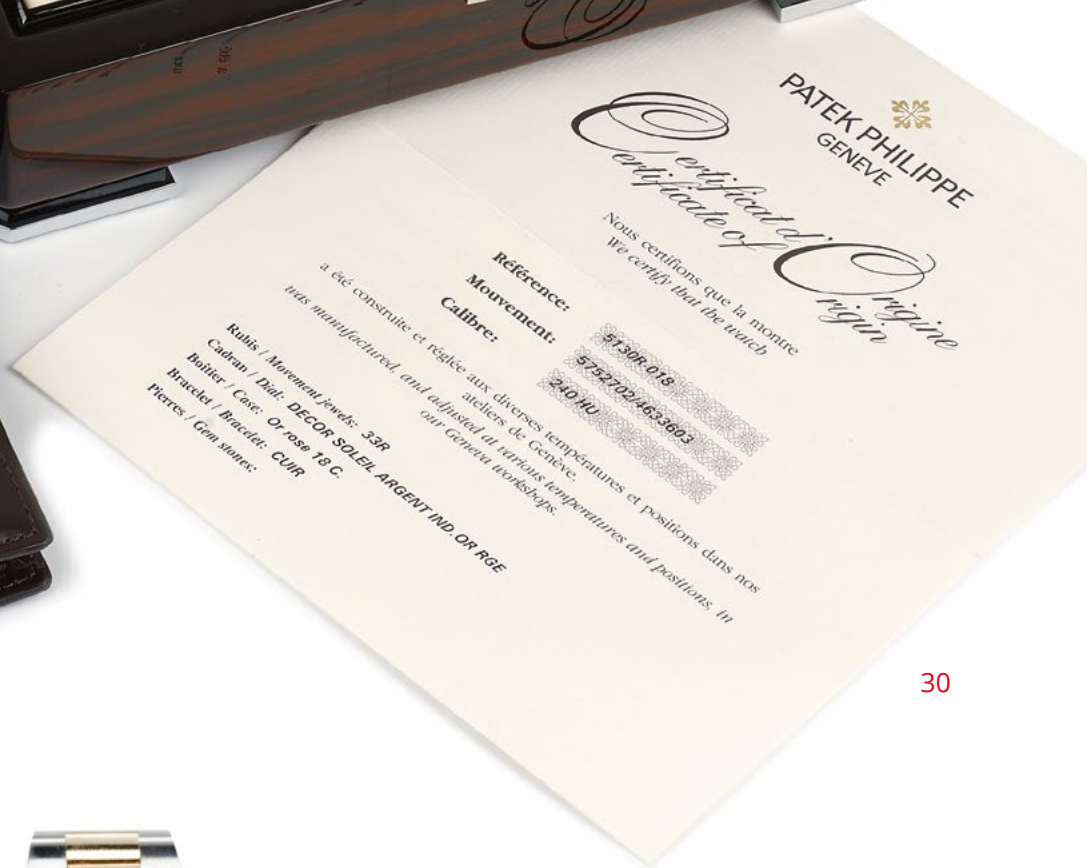 PATEK PHILIPPE
GENEVE
Certificat d'Origine
Certificate of Origin
Nous certifions que la montre
We certify that the watch
Référence: 5130R-018
Mouvement: 5752702/4633603
Calibre: 240 HU
a été construite et réglée aux diverses températures et positions dans nos
ateliers de Genève.
was manufactured, and adjusted at various temperatures and positions, in
our Geneva workshops.
Rubis / Movement jewels: 33R
Cadran / Dial: DECOR SOLEIL ARGENT IND. OR RGE
Boîtier / Case: Or rose 18 C.
Bracelet / Bracelet: CUIR
Pierres / Gem stones:
30